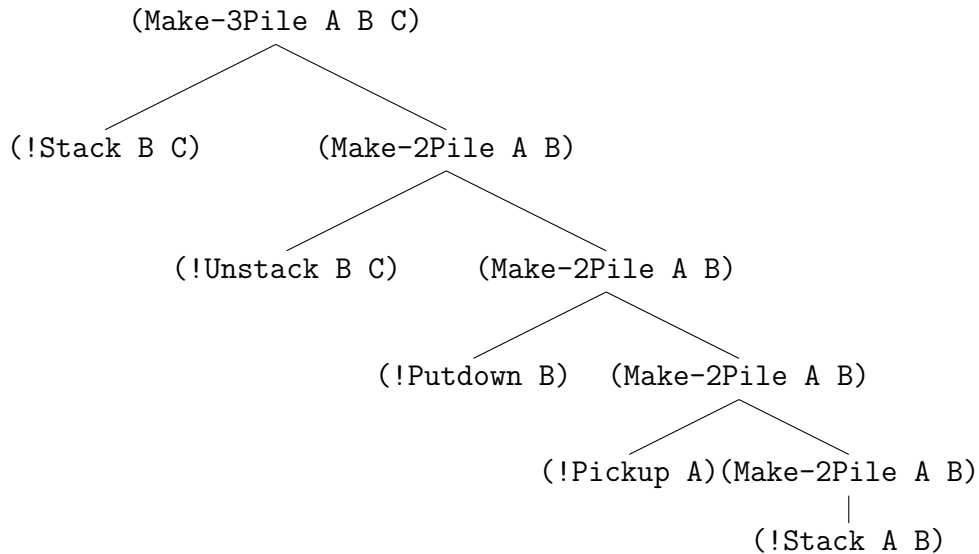 (Make-3Pile A B C)
(!Stack B C) (Make-2Pile A B)
(!Unstack B C) (Make-2Pile A B)
(!Putdown B) (Make-2Pile A B)
(!Pickup A)(Make-2Pile A B)
(!Stack A B)